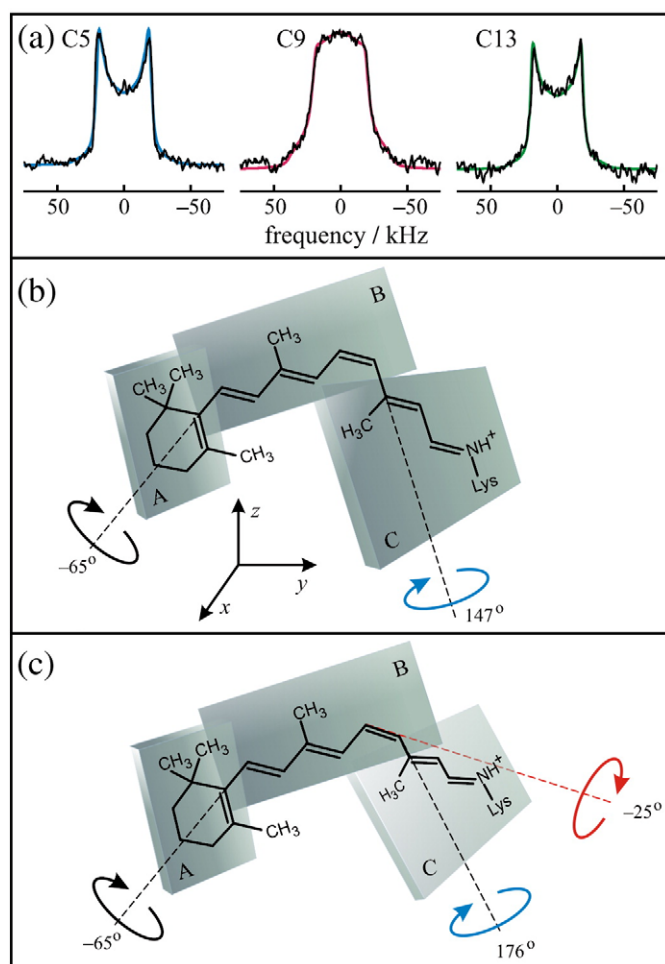 (a) C5 C9 C13
50 0 −50 50 0 −50 50 0 −50
frequency / kHz
(b)
B
CH3
CH3 CH3
H3C
NH+
CH3
Lys
A
C
−65°
z
y
x
147°
(c)
B
CH3
CH3 CH3
H3C
NH+
Lys
CH3
−25°
A
C
−65°
176°